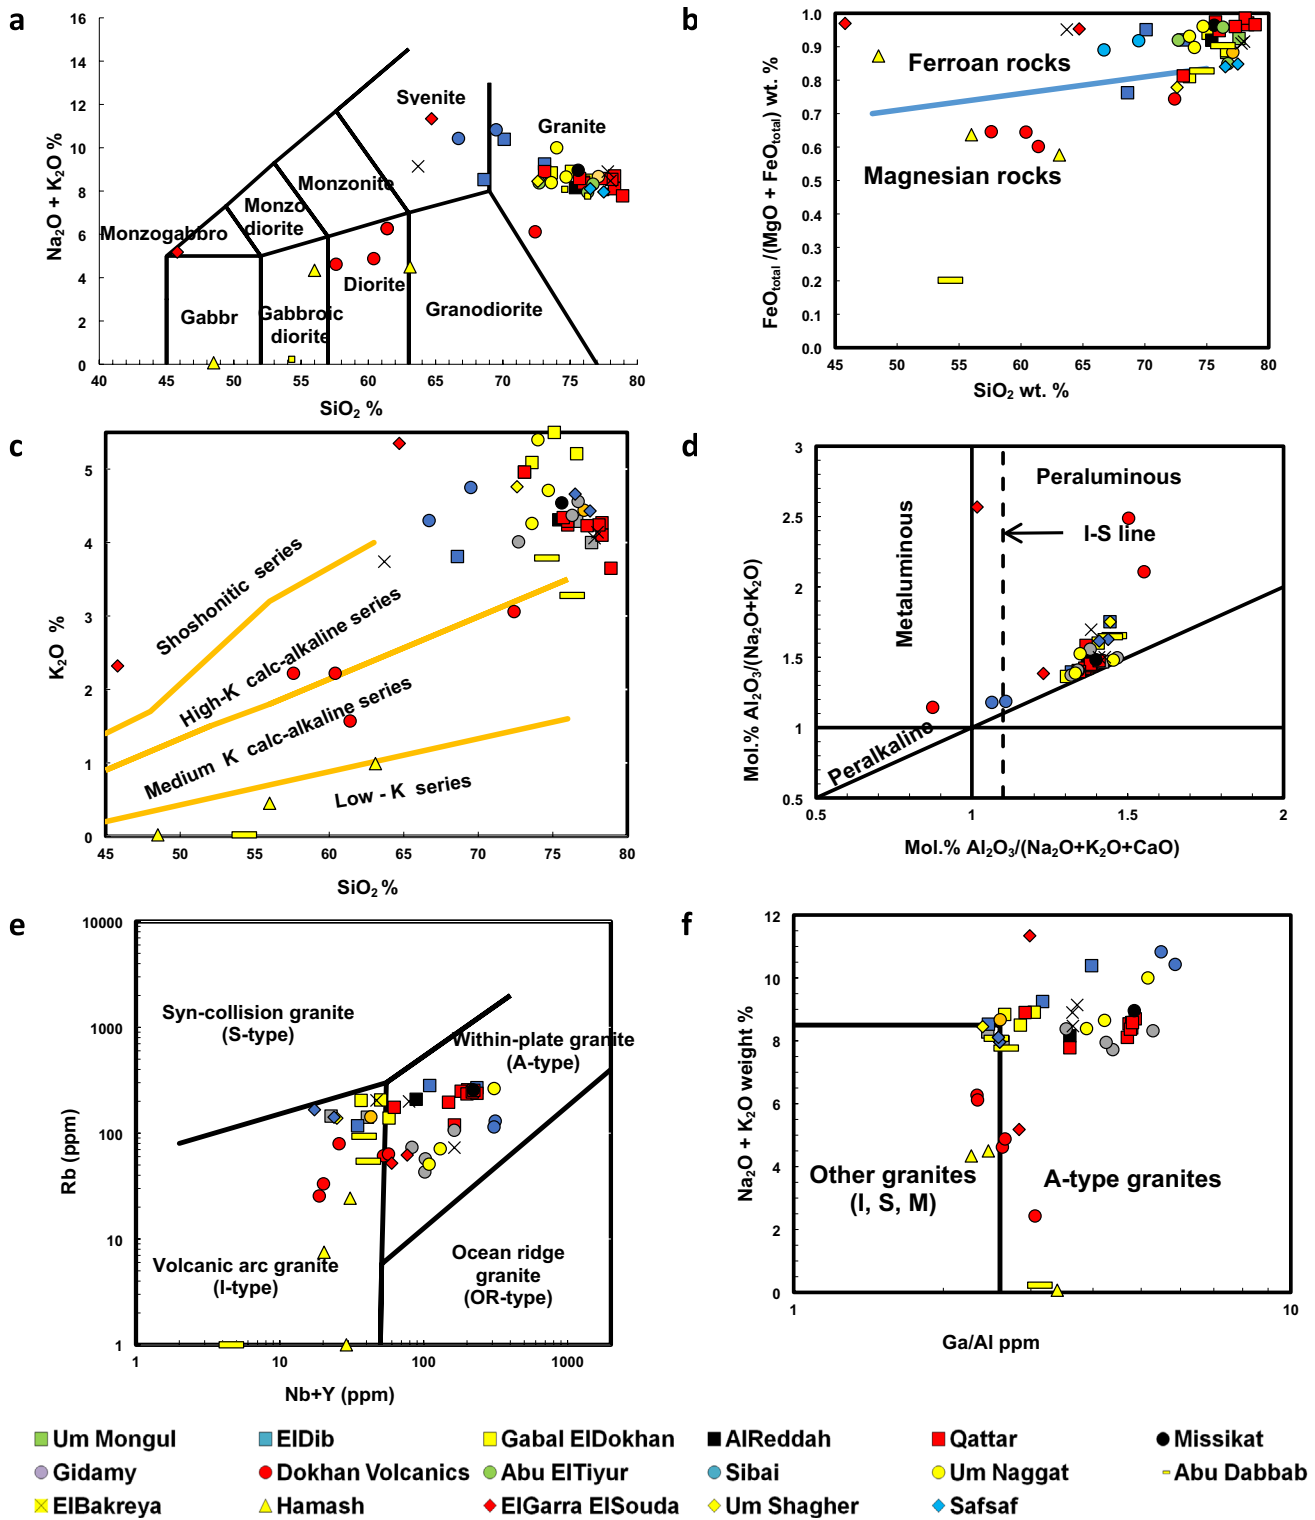 a
16
14
12
10
8
6
4
2
0
40 45 50 55 60 65 70 75 80
Na₂O + K₂O %
SiO₂ %
Syenite
Granite
Monzonite
Monzo
diorite
Monzogabbro
Gabbr
Gabbroic
diorite
Diorite
Granodiorite
b
1.0
0.9
0.8
0.7
0.6
0.5
0.4
0.3
0.2
0.1
0.0
45 50 55 60 65 70 75 80
FeO_total /(MgO + FeO_total) wt. %
SiO₂ wt. %
Ferroan rocks
Magnesian rocks
c
5
4
3
2
1
0
45 50 55 60 65 70 75 80
K₂O %
SiO₂ %
Shoshonitic series
High-K calc-alkaline series
Medium K calc-alkaline series
Low - K series
d
3
2.5
2
1.5
1
0.5
0.5 1 1.5 2
Mol.% Al₂O₃/(Na₂O+K₂O)
Mol.% Al₂O₃/(Na₂O+K₂O+CaO)
Metaluminous
Peraluminous
I-S line
Peralkaline
e
10000
1000
100
10
1
1 10 100 1000
Rb (ppm)
Nb+Y (ppm)
Syn-collision granite
(S-type)
Within-plate granite
(A-type)
Volcanic arc granite
(I-type)
Ocean ridge
granite
(OR-type)
f
12
10
8
6
4
2
0
1 10
Na₂O + K₂O weight %
Ga/Al ppm
Other granites
(I, S, M)
A-type granites
Um Mongul ElDib Gabal ElDokhan AlReddah Qattar Missikat
Gidamy Dokhan Volcanics Abu ElTiyur Sibai Um Naggat Abu Dabbab
ElBakreya Hamash ElGarra ElSouda Um Shagher Safsaf